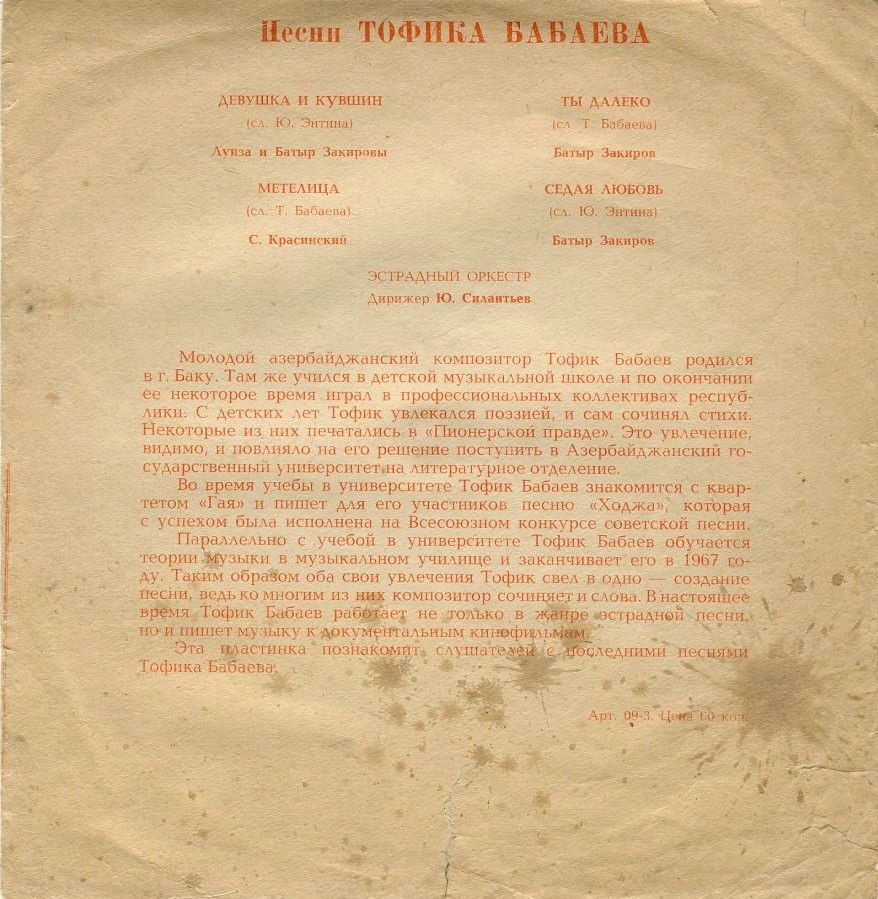 Песни ТОФИКА БАБАЕВА
ДЕВУШКА И КУВШИН
(сл. Ю. Энтина)
Луиза и Батыр Закировы
МЕТЕЛИЦА
(сл. Т. Бабаева)
С. Красинский
ТЫ ДАЛЕКО
(сл. Т. Бабаева)
Батыр Закиров
СЕДАЯ ЛЮБОВЬ
(сл. Ю. Энтина)
Батыр Закиров
ЭСТРАДНЫЙ ОРКЕСТР
Дирижер Ю. Силантьев
Молодой азербайджанский композитор Тофик Бабаев родился
в г. Баку. Там же учился в детской музыкальной школе и по окончании
ее некоторое время играл в профессиональных коллективах респуб-
лики. С детских лет Тофик увлекался поэзией, и сам сочинял стихи.
Некоторые из них печатались в «Пионерской правде». Это увлечение,
видимо, и повлияло на его решение поступить в Азербайджанский го-
сударственный университет на литературное отделение.
Во время учебы в университете Тофик Бабаев знакомится с квар-
тетом «Гая» и пишет для его участников песню «Ходжа», которая
с успехом была исполнена на Всесоюзном конкурсе советской песни.
Параллельно с учебой в университете Тофик Бабаев обучается
теории музыки в музыкальном училище и заканчивает его в 1967 го-
ду. Таким образом оба свои увлечения Тофик свел в одно — создание
песни, ведь ко многим из них композитор сочиняет и слова. В настоящее
время Тофик Бабаев работает не только в жанре эстрадной песни,
но и пишет музыку к документальным кинофильмам.
Эта пластинка познакомит слушателей с последними песнями
Тофика Бабаева.
Арт. 09-3. Цена 60 коп.